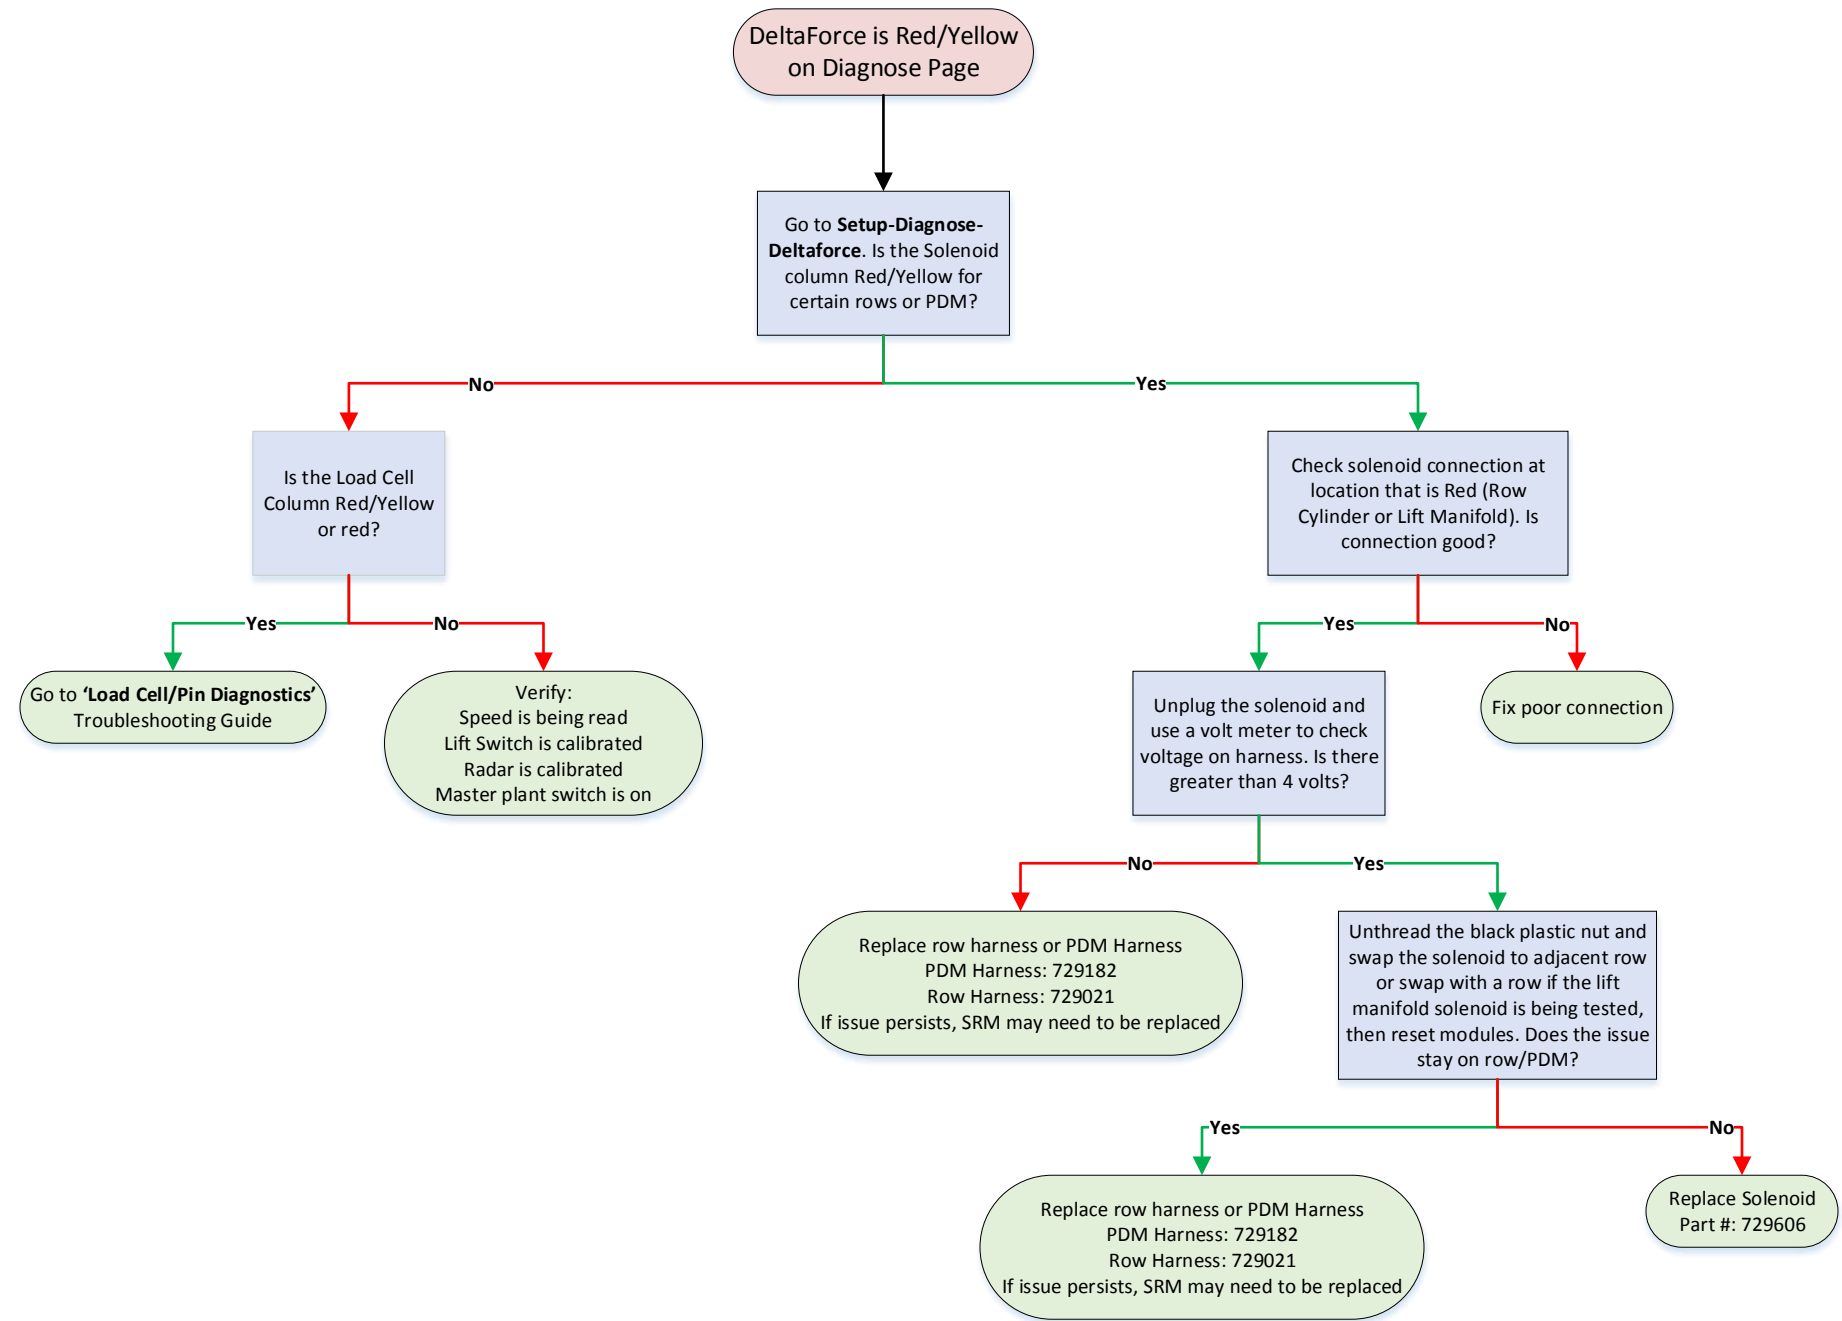 DeltaForce is Red/Yellow
on Diagnose Page
Go to Setup-Diagnose-
Deltaforce. Is the Solenoid
column Red/Yellow for
certain rows or PDM?
No
Yes
Is the Load Cell
Column Red/Yellow
or red?
Check solenoid connection at
location that is Red (Row
Cylinder or Lift Manifold). Is
connection good?
Yes
No
Yes
No
Go to ‘Load Cell/Pin Diagnostics’
Troubleshooting Guide
Verify:
Speed is being read
Lift Switch is calibrated
Radar is calibrated
Master plant switch is on
Unplug the solenoid and
use a volt meter to check
voltage on harness. Is there
greater than 4 volts?
Fix poor connection
No
Yes
Replace row harness or PDM Harness
PDM Harness: 729182
Row Harness: 729021
If issue persists, SRM may need to be replaced
Unthread the black plastic nut and
swap the solenoid to adjacent row
or swap with a row if the lift
manifold solenoid is being tested,
then reset modules. Does the issue
stay on row/PDM?
Yes
No
Replace row harness or PDM Harness
PDM Harness: 729182
Row Harness: 729021
If issue persists, SRM may need to be replaced
Replace Solenoid
Part #: 729606